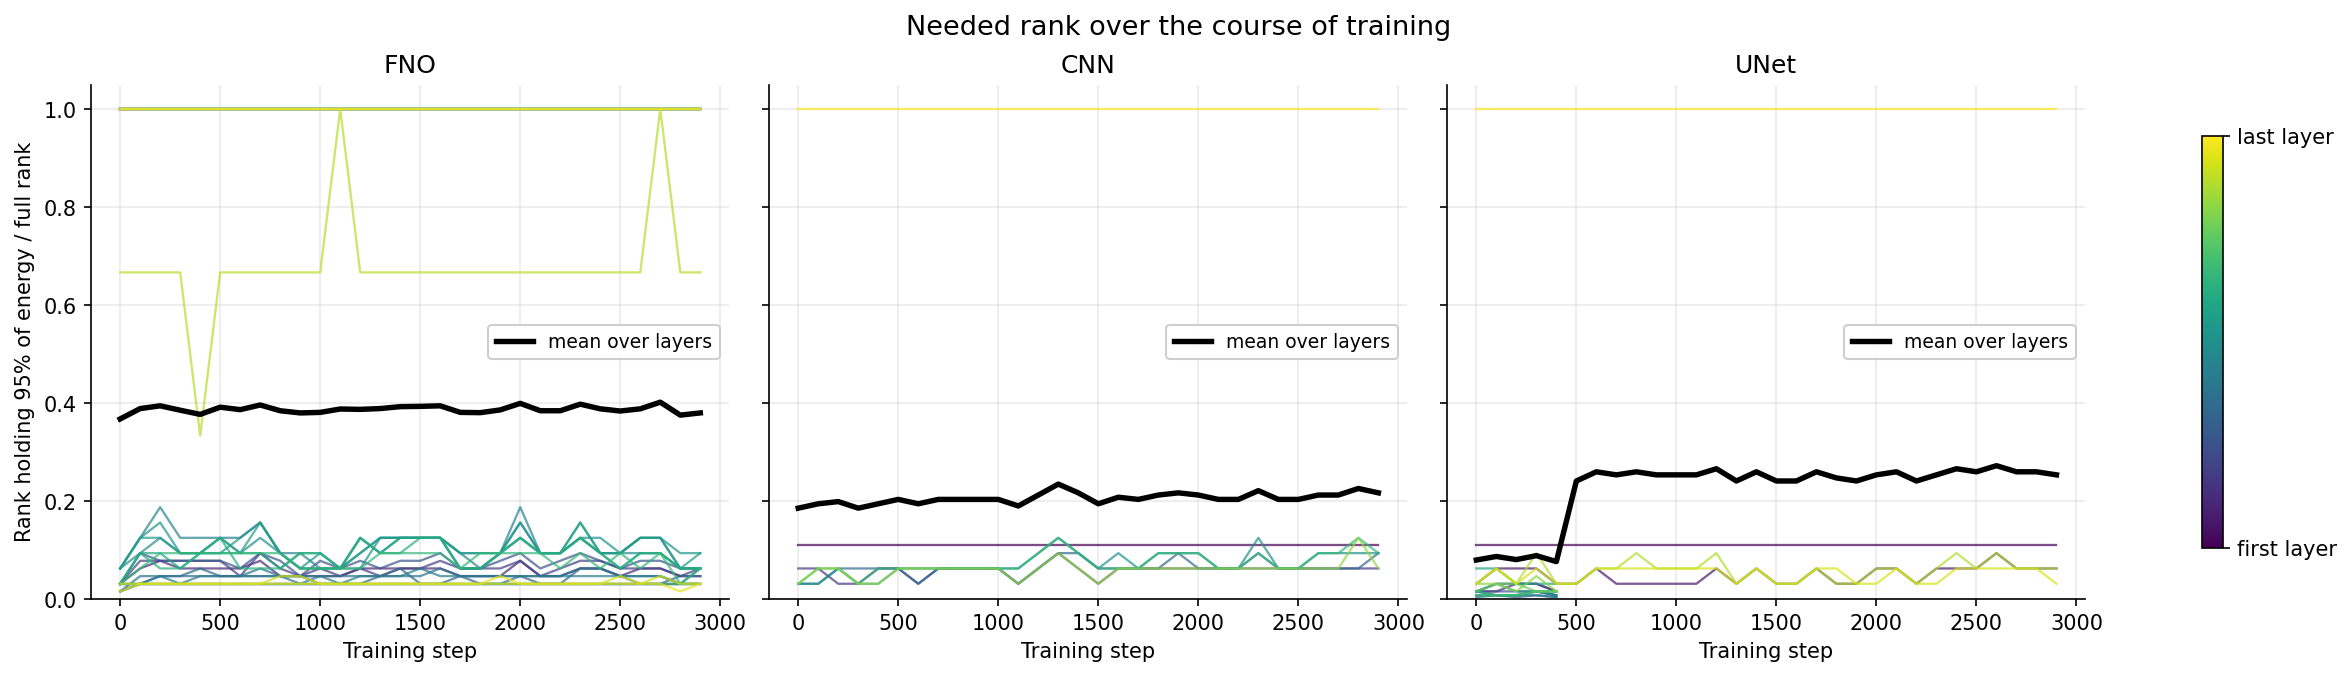 Needed rank over the course of training
FNO
CNN
UNet
Rank holding 95% of energy / full rank
1.0
0.8
0.6
0.4
0.2
0.0
mean over layers
mean over layers
mean over layers
0 500 1000 1500 2000 2500 3000
0 500 1000 1500 2000 2500 3000
0 500 1000 1500 2000 2500 3000
Training step
Training step
Training step
last layer
first layer